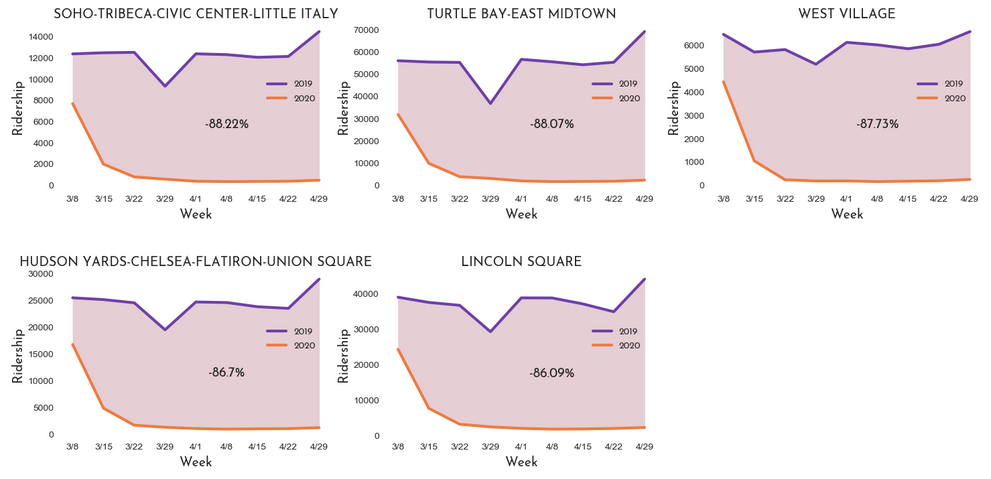 SOHO-TRIBECA-CIVIC CENTER-LITTLE ITALY
14000
12000
10000
8000
6000
4000
2000
0
Ridership
2019
2020
-88.22%
3/8 3/15 3/22 3/29 4/1 4/8 4/15 4/22 4/29
Week
TURTLE BAY-EAST MIDTOWN
70000
60000
50000
40000
30000
20000
10000
0
Ridership
2019
2020
-88.07%
3/8 3/15 3/22 3/29 4/1 4/8 4/15 4/22 4/29
Week
WEST VILLAGE
6000
5000
4000
3000
2000
1000
0
Ridership
2019
2020
-87.73%
3/8 3/15 3/22 3/29 4/1 4/8 4/15 4/22 4/29
Week
HUDSON YARDS-CHELSEA-FLATIRON-UNION SQUARE
30000
25000
20000
15000
10000
5000
0
Ridership
2019
2020
-86.7%
3/8 3/15 3/22 3/29 4/1 4/8 4/15 4/22 4/29
Week
LINCOLN SQUARE
40000
30000
20000
10000
0
Ridership
2019
2020
-86.09%
3/8 3/15 3/22 3/29 4/1 4/8 4/15 4/22 4/29
Week